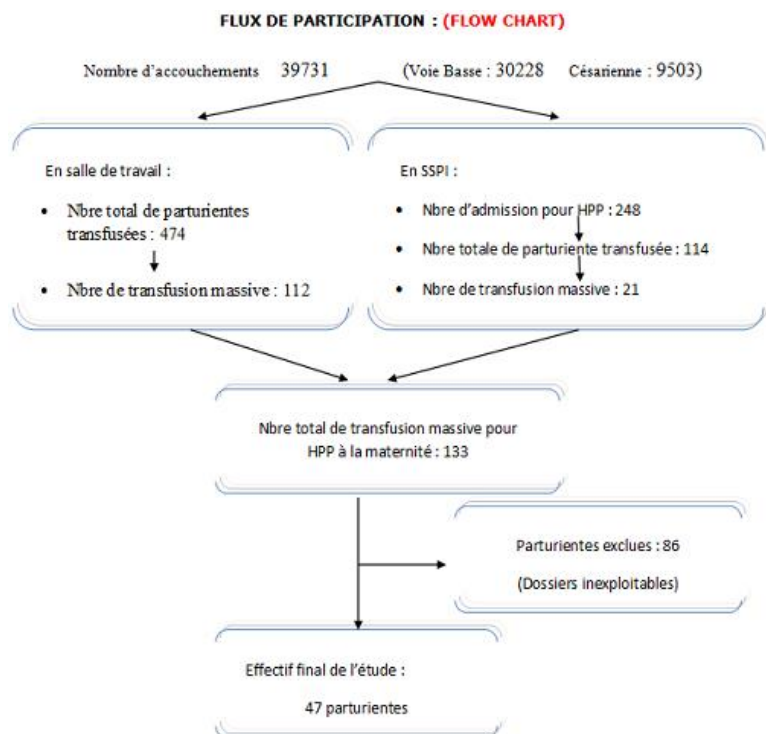 FLUX DE PARTICIPATION : (FLOW CHART)
Nombre d'accouchements 39731 (Voie Basse : 30228 Césarienne : 9503)
En salle de travail :
• Nbre total de parturientes
transfusées : 474
• Nbre de transfusion massive : 112
En SSPI :
• Nbre d'admission pour HPP : 248
• Nbre totale de parturiente transfusée : 114
• Nbre de transfusion massive : 21
Nbre total de transfusion massive pour
HPP à la maternité : 133
Parturientes exclues : 86
(Dossiers inexploitables)
Effectif final de l'étude :
47 parturientes